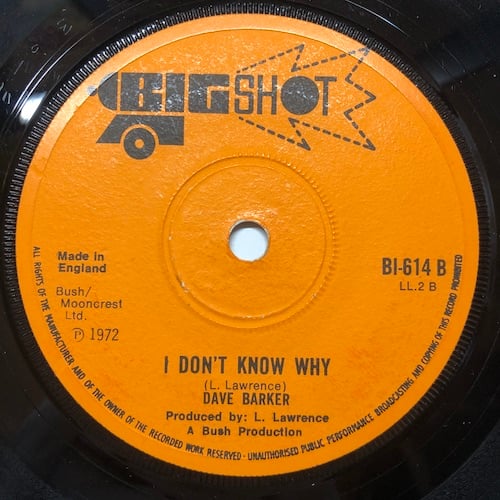 BIG SHOT
Made in
England
BI-614 B
LL.2 B
Bush/
Mooncrest
Ltd.
℗ 1972
I DON'T KNOW WHY
(L. Lawrence)
DAVE BARKER
Produced by: L. Lawrence
A Bush Production
ALL RIGHTS OF THE MANUFACTURER AND OF THE OWNER OF THE RECORDED WORK RESERVED · UNAUTHORISED PUBLIC PERFORMANCE BROADCASTING AND COPYING OF THIS RECORD PROHIBITED